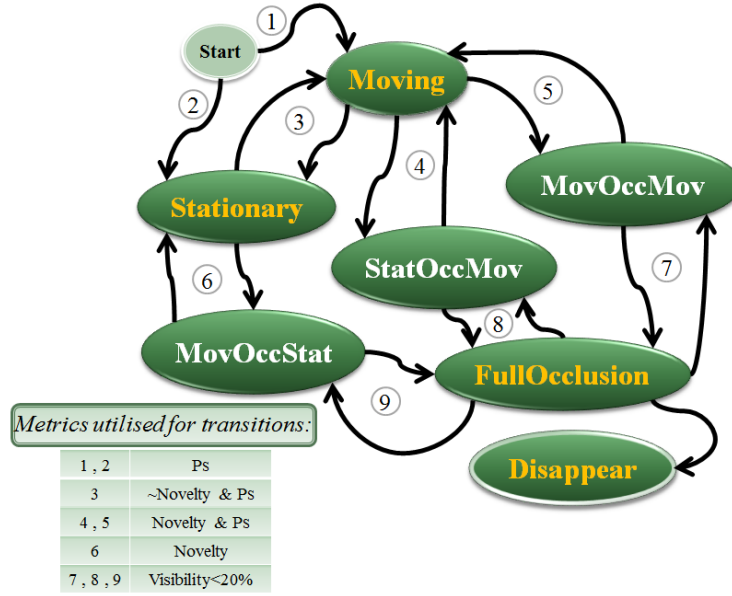 1
Start
Moving
2
3
5
4
MovOccMov
Stationary
StatOccMov
6
7
8
MovOccStat
FullOcclusion
9
Metrics utilised for transitions:
Disappear
1 , 2 Ps
3 ~Novelty & Ps
4 , 5 Novelty & Ps
6 Novelty
7 , 8 , 9 Visibility<20%